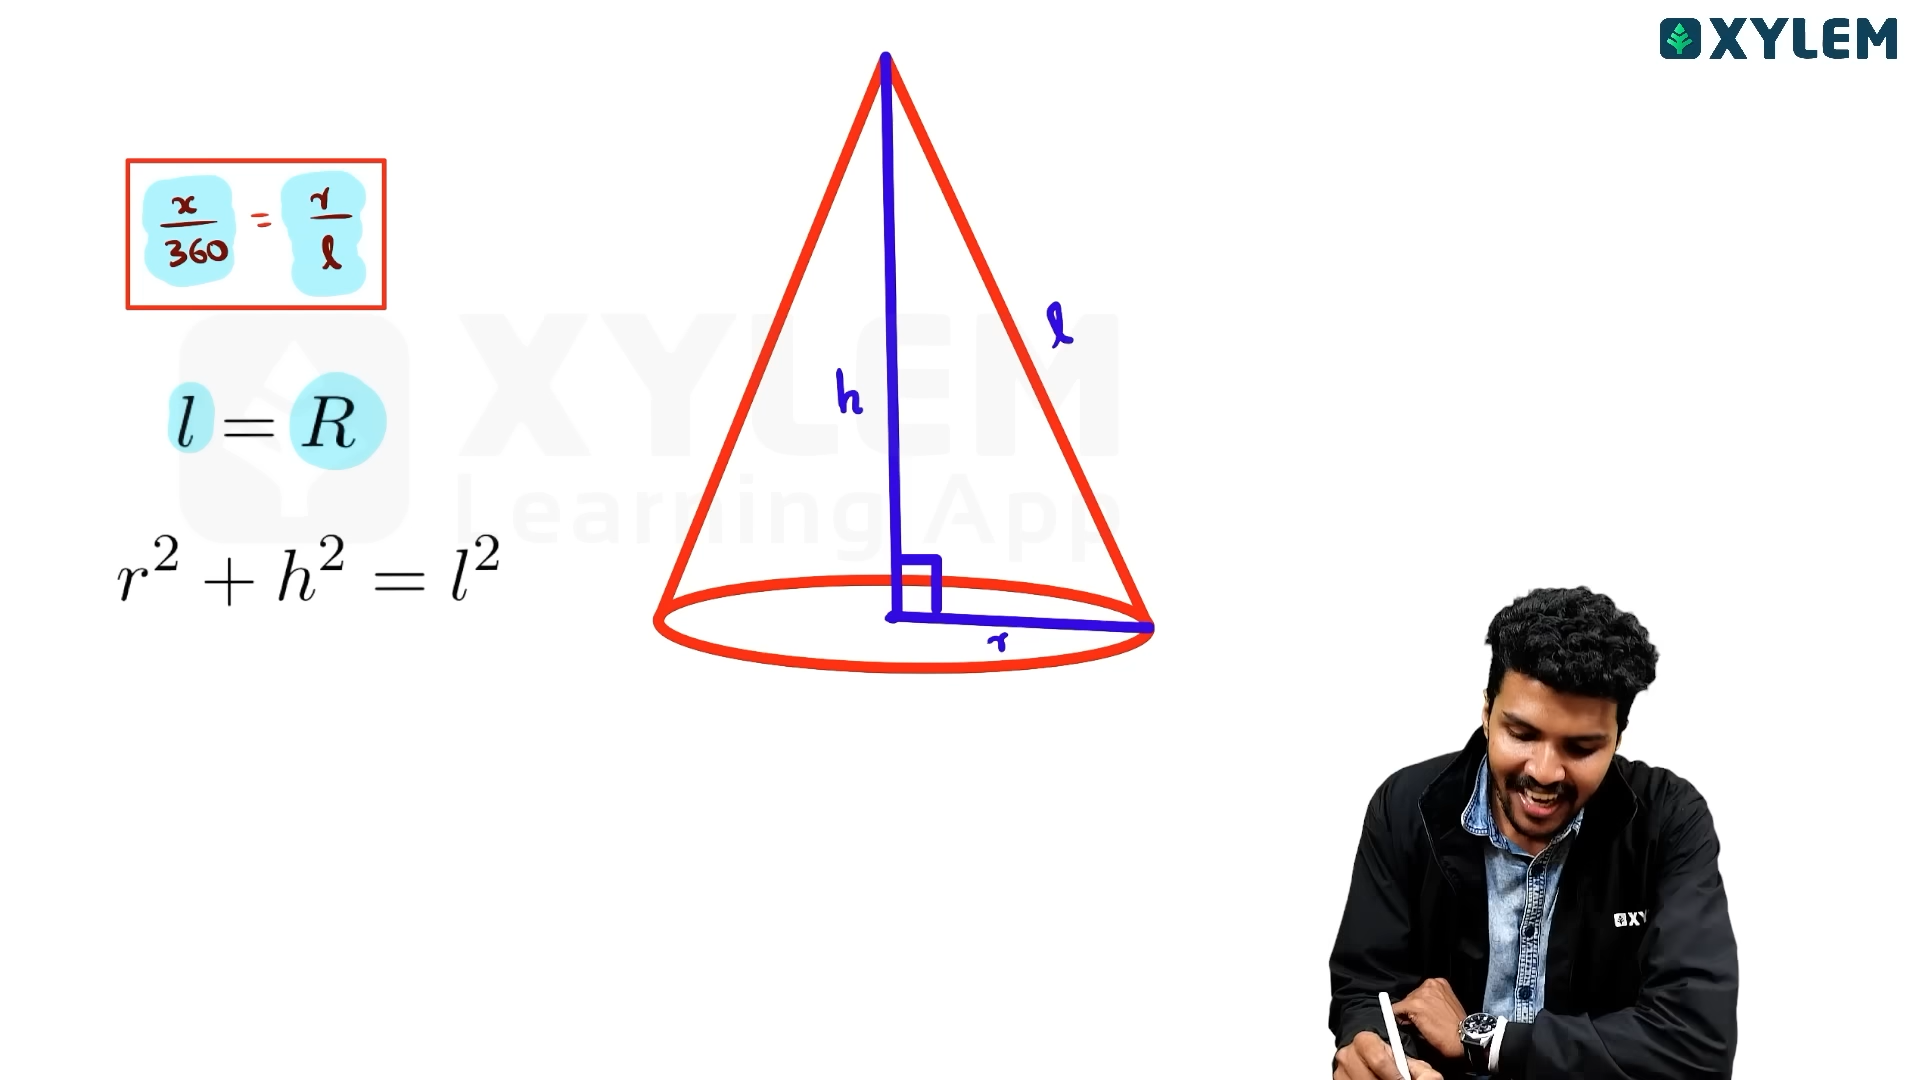 XYLEM
x/360 = r/l
l = R
r² + h² = l²
h
l
r
XYLEM
Learning App
XY